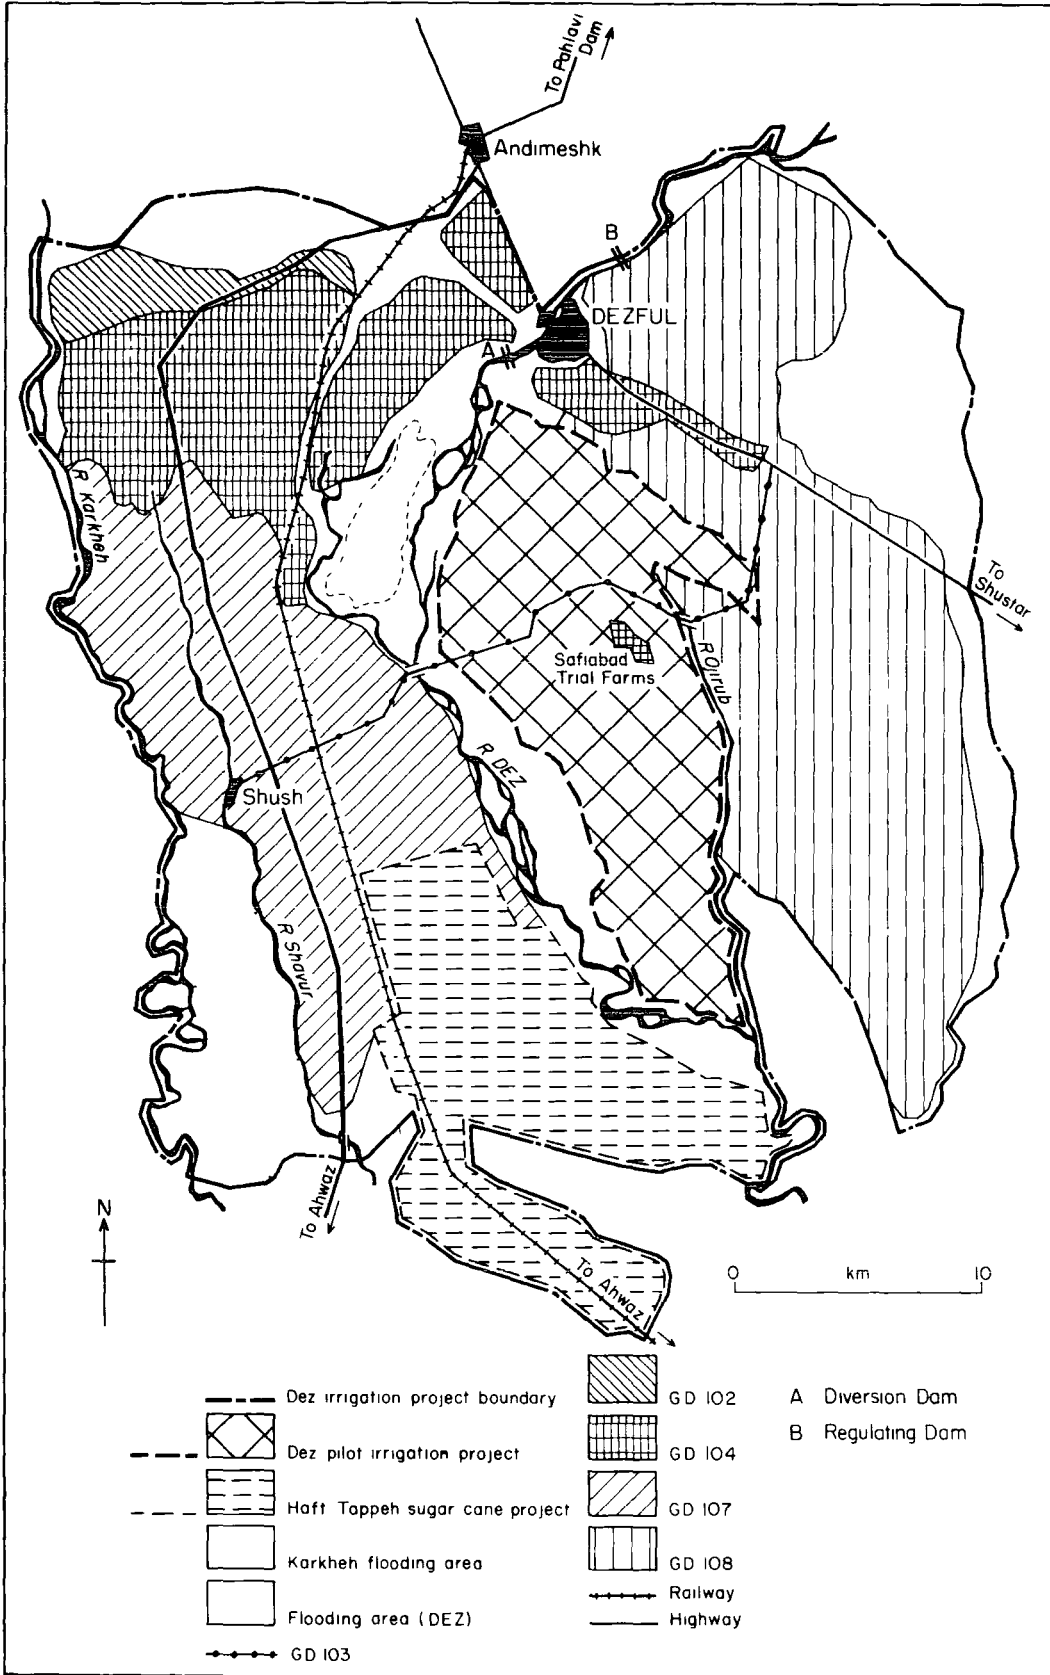 To Pahlavi
Dam
Andimeshk
B
DEZFUL
A
R Karkheh
To
Shustar
Safiabad
Trial Farms
R Ojirub
R DEZ
Shush
R Shavur
N
To Ahwaz
To Ahwaz
0 km 10
Dez irrigation project boundary
Dez pilot irrigation project
Haft Tappeh sugar cane project
Karkheh flooding area
Flooding area (DEZ)
GD 103
GD 102
GD 104
GD 107
GD 108
Railway
Highway
A Diversion Dam
B Regulating Dam